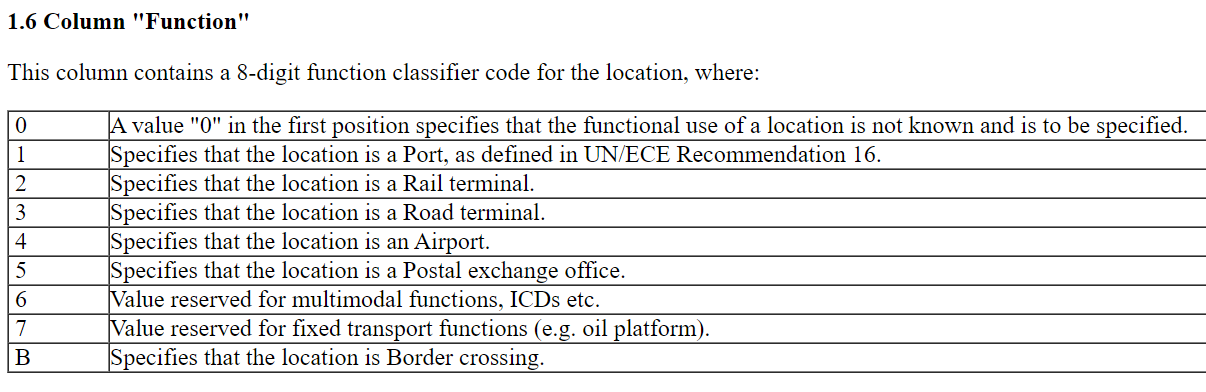 1.6 Column "Function"
This column contains a 8-digit function classifier code for the location, where:
0 A value "0" in the first position specifies that the functional use of a location is not known and is to be specified.
1 Specifies that the location is a Port, as defined in UN/ECE Recommendation 16.
2 Specifies that the location is a Rail terminal.
3 Specifies that the location is a Road terminal.
4 Specifies that the location is an Airport.
5 Specifies that the location is a Postal exchange office.
6 Value reserved for multimodal functions, ICDs etc.
7 Value reserved for fixed transport functions (e.g. oil platform).
B Specifies that the location is Border crossing.